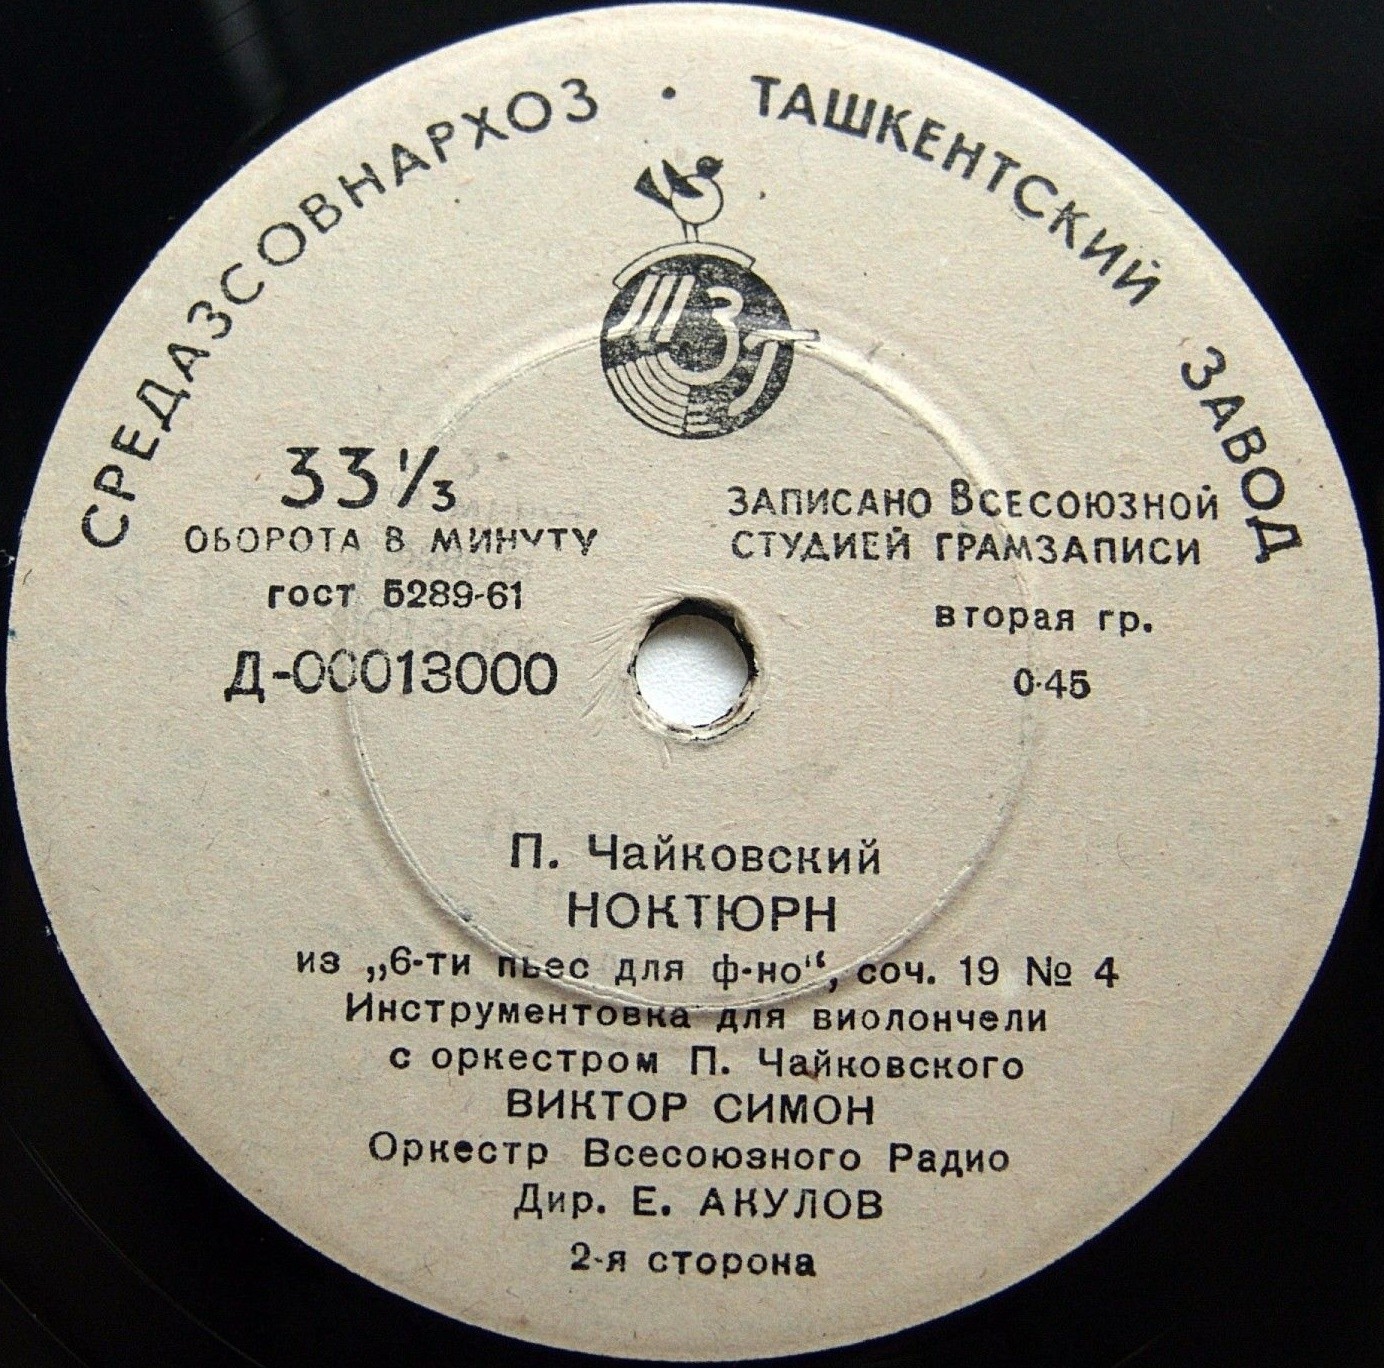 СРЕДАЗСОВНАРХОЗ · ТАШКЕНТСКИЙ ЗАВОД
ТЗГ
33⅓
ОБОРОТА В МИНУТУ
ГОСТ 5289-61
Д-00013000
ЗАПИСАНО ВСЕСОЮЗНОЙ
СТУДИЕЙ ГРАМЗАПИСИ
вторая гр.
0-45
П. Чайковский
НОКТЮРН
из „6-ти пьес для ф-но“, соч. 19 № 4
Инструментовка для виолончели
с оркестром П. Чайковского
ВИКТОР СИМОН
Оркестр Всесоюзного Радио
Дир. Е. АКУЛОВ
2-я сторона